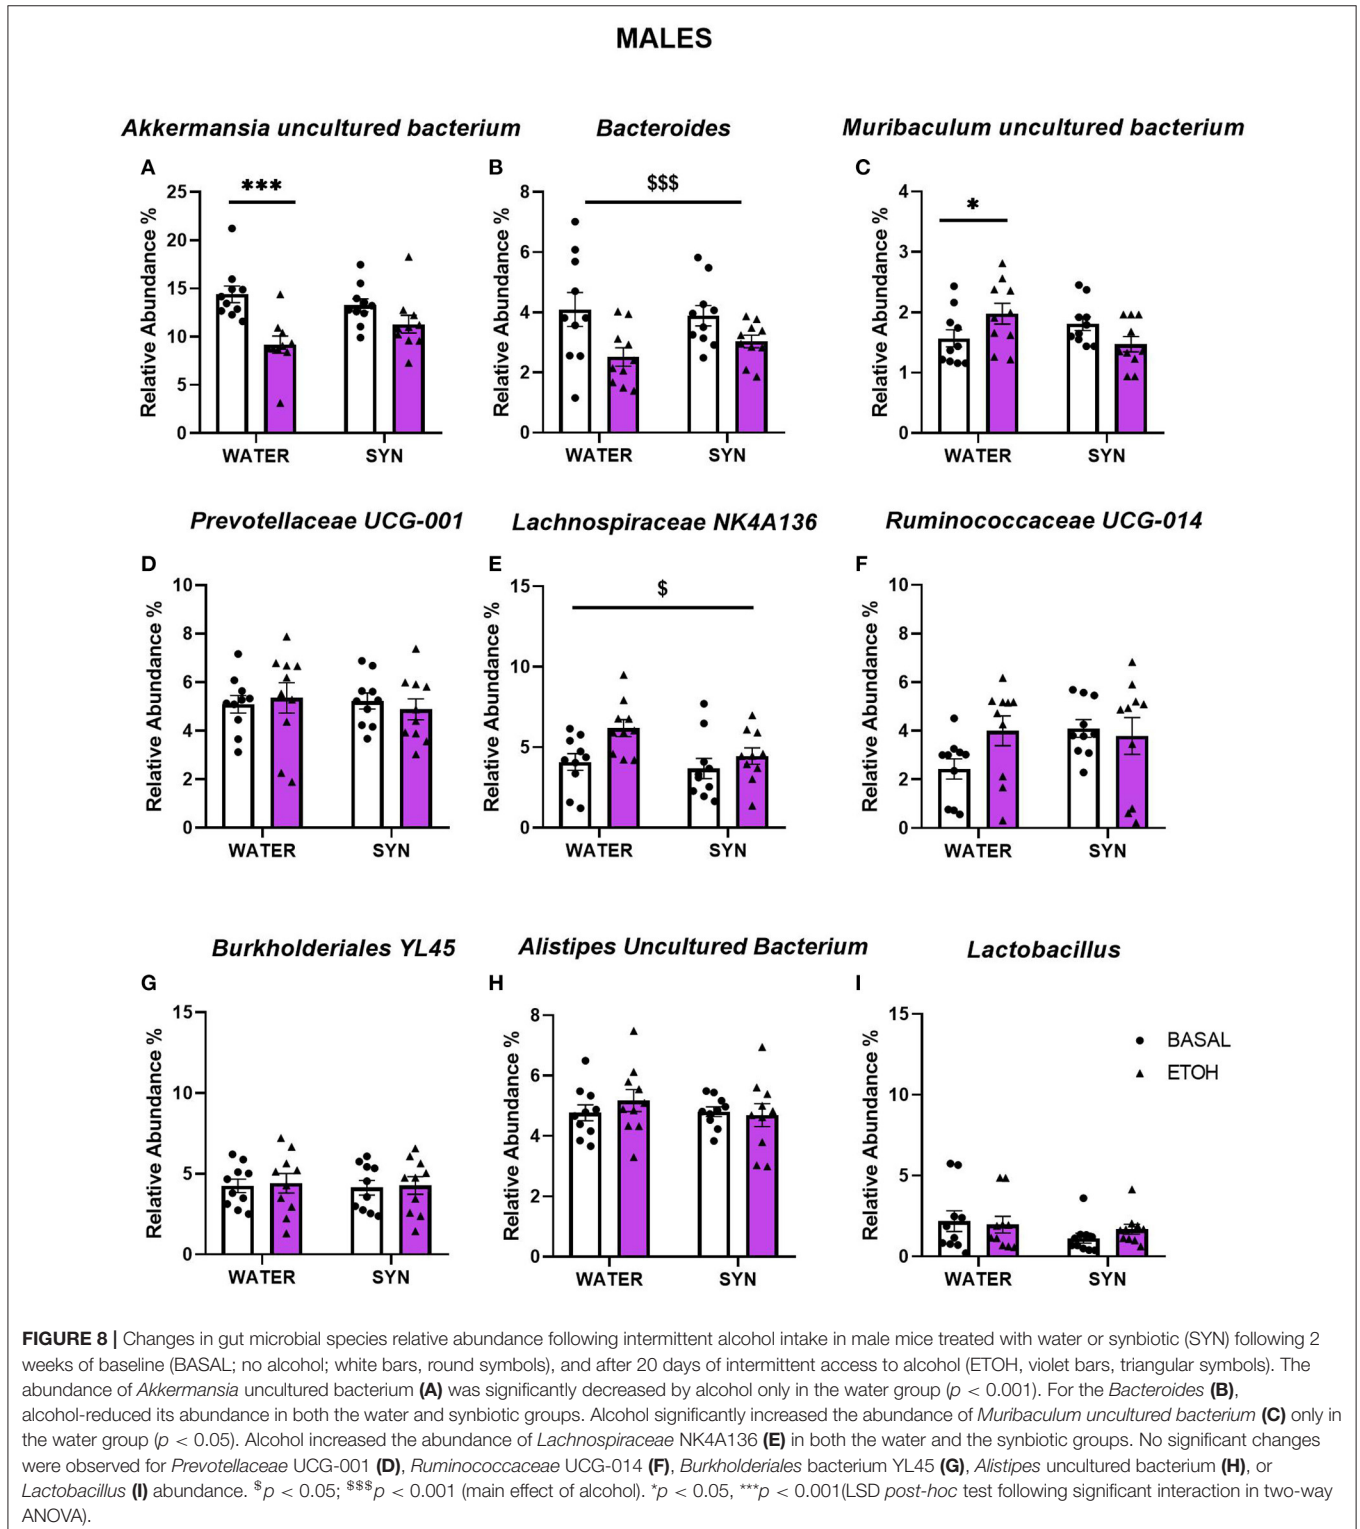 MALES
Akkermansia uncultured bacterium
Bacteroides
Muribaculum uncultured bacterium
A
Relative Abundance %
25
20
15
10
5
0
***
WATER
SYN
B
Relative Abundance %
8
6
4
2
0
$$$
WATER
SYN
C
Relative Abundance %
4
3
2
1
0
*
WATER
SYN
Prevotellaceae UCG-001
Lachnospiraceae NK4A136
Ruminococcaceae UCG-014
D
Relative Abundance %
10
8
6
4
2
0
WATER
SYN
E
Relative Abundance %
15
10
5
0
$
WATER
SYN
F
Relative Abundance %
10
8
6
4
2
0
WATER
SYN
Burkholderiales YL45
Alistipes Uncultured Bacterium
Lactobacillus
G
Relative Abundance %
15
10
5
0
WATER
SYN
H
Relative Abundance %
8
6
4
2
0
WATER
SYN
I
Relative Abundance %
15
10
5
0
BASAL
ETOH
WATER
SYN
FIGURE 8 | Changes in gut microbial species relative abundance following intermittent alcohol intake in male mice treated with water or synbiotic (SYN) following 2
weeks of baseline (BASAL; no alcohol; white bars, round symbols), and after 20 days of intermittent access to alcohol (ETOH, violet bars, triangular symbols). The
abundance of Akkermansia uncultured bacterium (A) was significantly decreased by alcohol only in the water group (p < 0.001). For the Bacteroides (B),
alcohol-reduced its abundance in both the water and synbiotic groups. Alcohol significantly increased the abundance of Muribaculum uncultured bacterium (C) only in
the water group (p < 0.05). Alcohol increased the abundance of Lachnospiraceae NK4A136 (E) in both the water and the synbiotic groups. No significant changes
were observed for Prevotellaceae UCG-001 (D), Ruminococcaceae UCG-014 (F), Burkholderiales bacterium YL45 (G), Alistipes uncultured bacterium (H), or
Lactobacillus (I) abundance. $p < 0.05; $$$p < 0.001 (main effect of alcohol). *p < 0.05, ***p < 0.001(LSD post-hoc test following significant interaction in two-way
ANOVA).